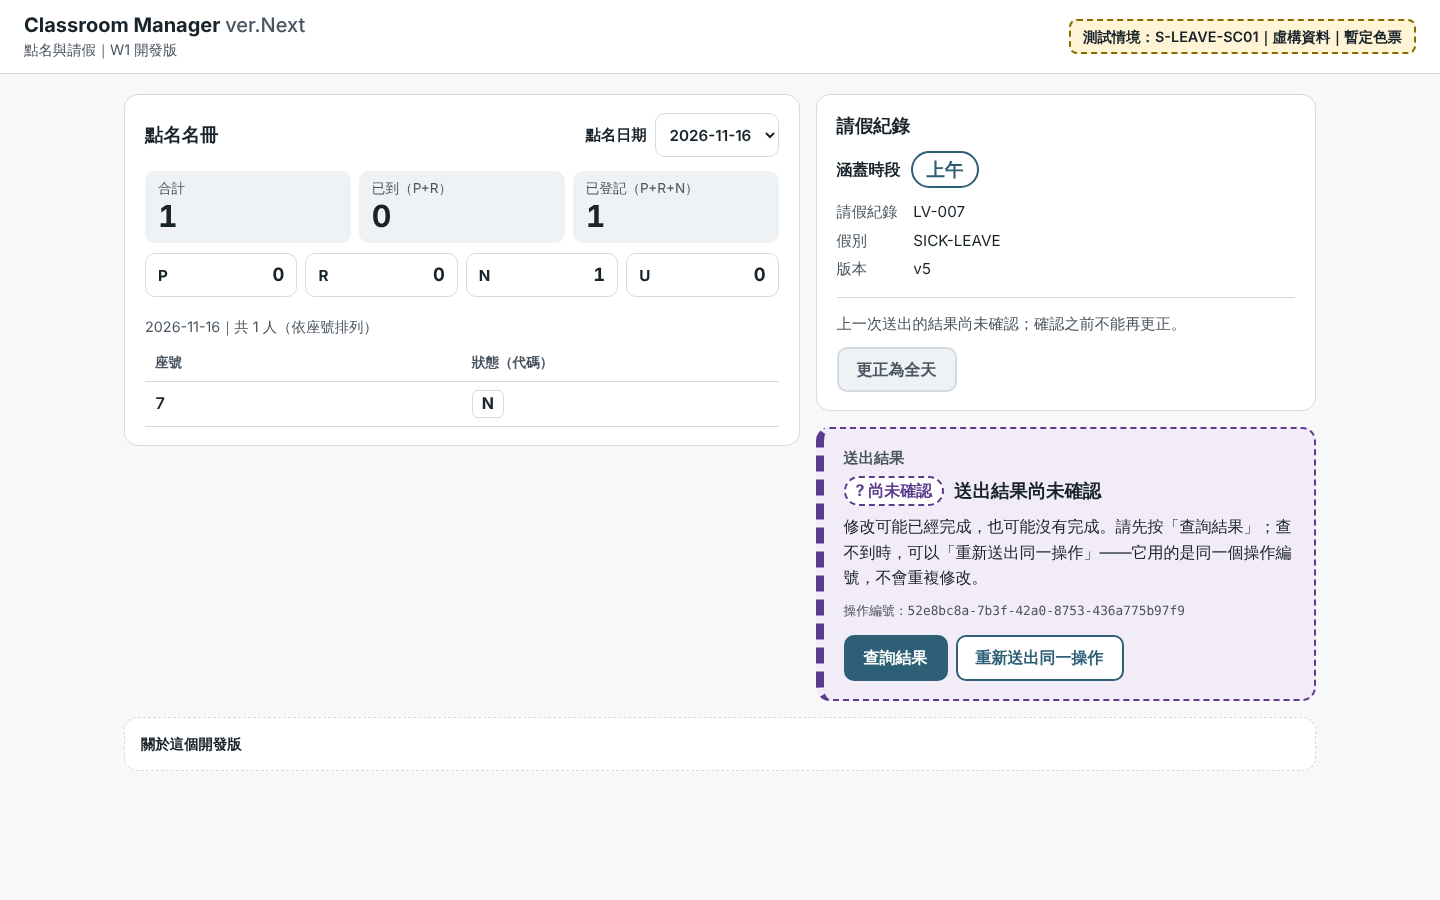 Classroom Manager ver.Next
點名與請假｜W1 開發版
測試情境：S-LEAVE-SC01｜虛構資料｜暫定色票
點名名冊
點名日期 2026-11-16
合計
1
已到（P+R）
0
已登記（P+R+N）
1
P 0
R 0
N 1
U 0
2026-11-16｜共 1 人（依座號排列）
座號 狀態（代碼）
7 N
請假紀錄
涵蓋時段 上午
請假紀錄 LV-007
假別 SICK-LEAVE
版本 v5
上一次送出的結果尚未確認；確認之前不能再更正。
更正為全天
送出結果
? 尚未確認 送出結果尚未確認
修改可能已經完成，也可能沒有完成。請先按「查詢結果」；查
不到時，可以「重新送出同一操作」——它用的是同一個操作編
號，不會重複修改。
操作編號：52e8bc8a-7b3f-42a0-8753-436a775b97f9
查詢結果 重新送出同一操作
關於這個開發版